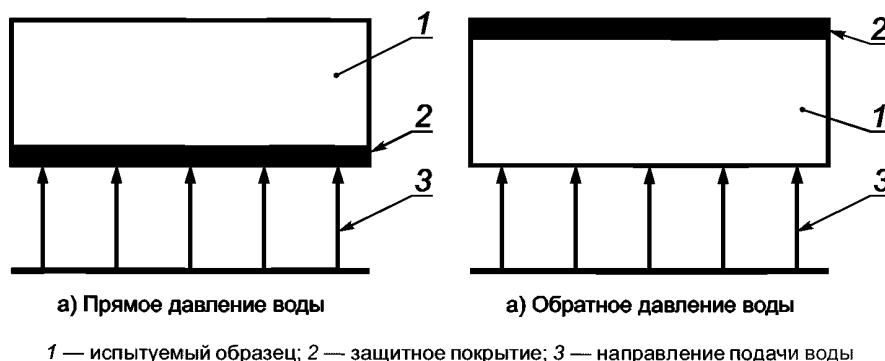 1
2
3
2
1
3
а) Прямое давление воды
а) Обратное давление воды
1 — испытуемый образец; 2 — защитное покрытие; 3 — направление подачи воды